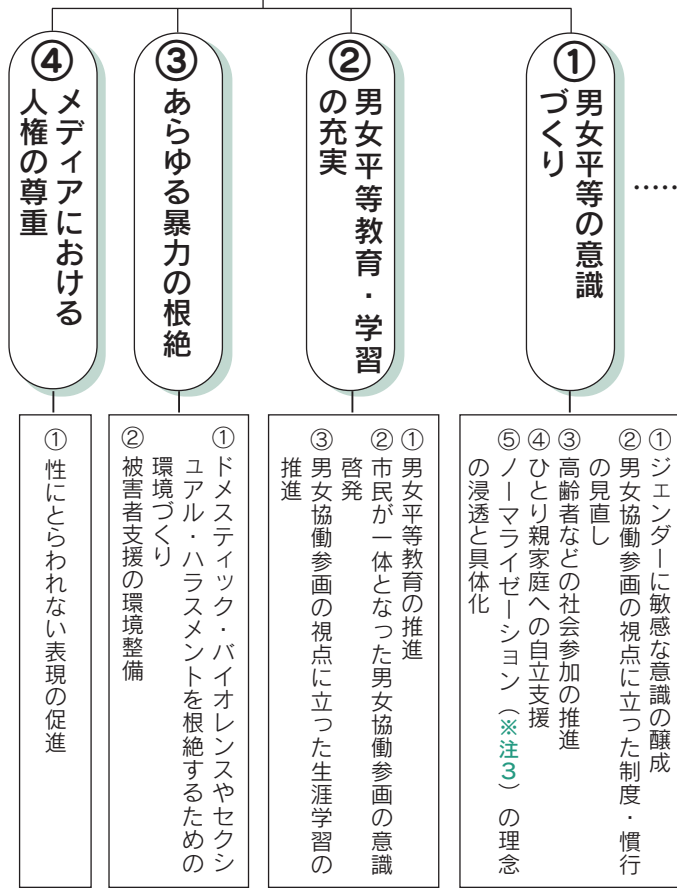 ……
①
男女平等の意識
づくり
①ジェンダーに敏感な意識の醸成
②男女協働参画の視点に立った制度・慣行
の見直し
③高齢者などの社会参加の推進
④ひとり親家庭への自立支援
⑤ノーマライゼーション（※注３）の理念
の浸透と具体化
②
男女平等教育・学習
の充実
①男女平等教育の推進
②市民が一体となった男女協働参画の意識
啓発
③男女協働参画の視点に立った生涯学習の
推進
③
あらゆる暴力の根絶
①ドメスティック・バイオレンスやセクシ
ュアル・ハラスメントを根絶するための
環境づくり
②被害者支援の環境整備
④
メディアにおける
人権の尊重
①性にとらわれない表現の促進